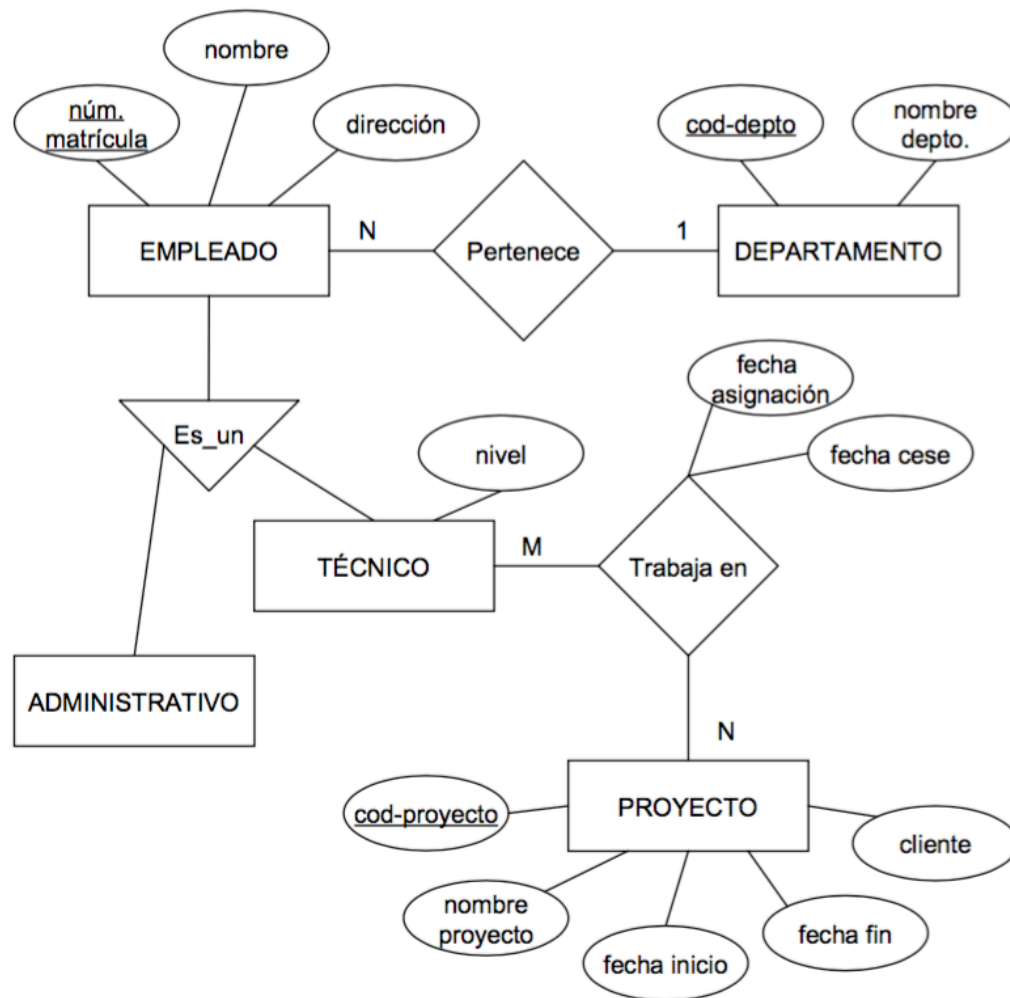 nombre
núm.
matrícula
dirección
cod-depto
nombre
depto.
EMPLEADO
N
Pertenece
1
DEPARTAMENTO
fecha
asignación
Es_un
nivel
fecha cese
TÉCNICO
M
Trabaja en
ADMINISTRATIVO
N
cod-proyecto
PROYECTO
cliente
nombre
proyecto
fecha inicio
fecha fin